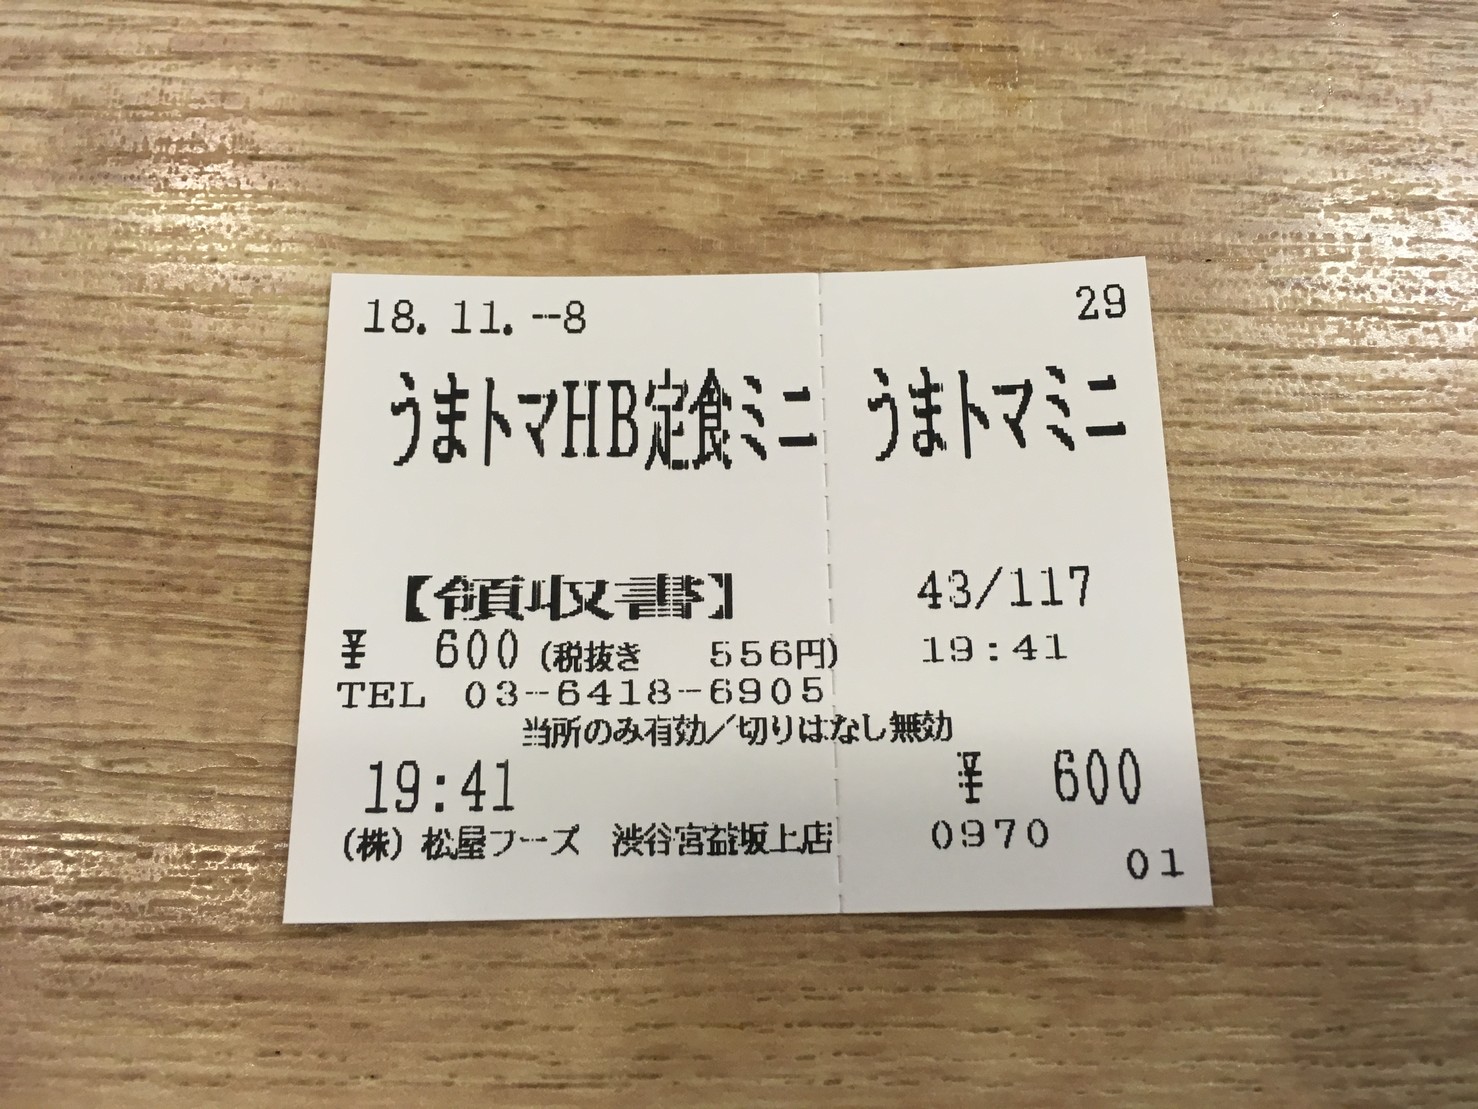 18.11.--8 29
うまトマHB定食ミニ うまトマミニ
【領収書】 43/117
¥ 600(税抜き 556円) 19:41
TEL 03-6418-6905
当所のみ有効/切りはなし無効
19:41 ¥ 600
(株)松屋フーズ 渋谷宮益坂上店 0970
01